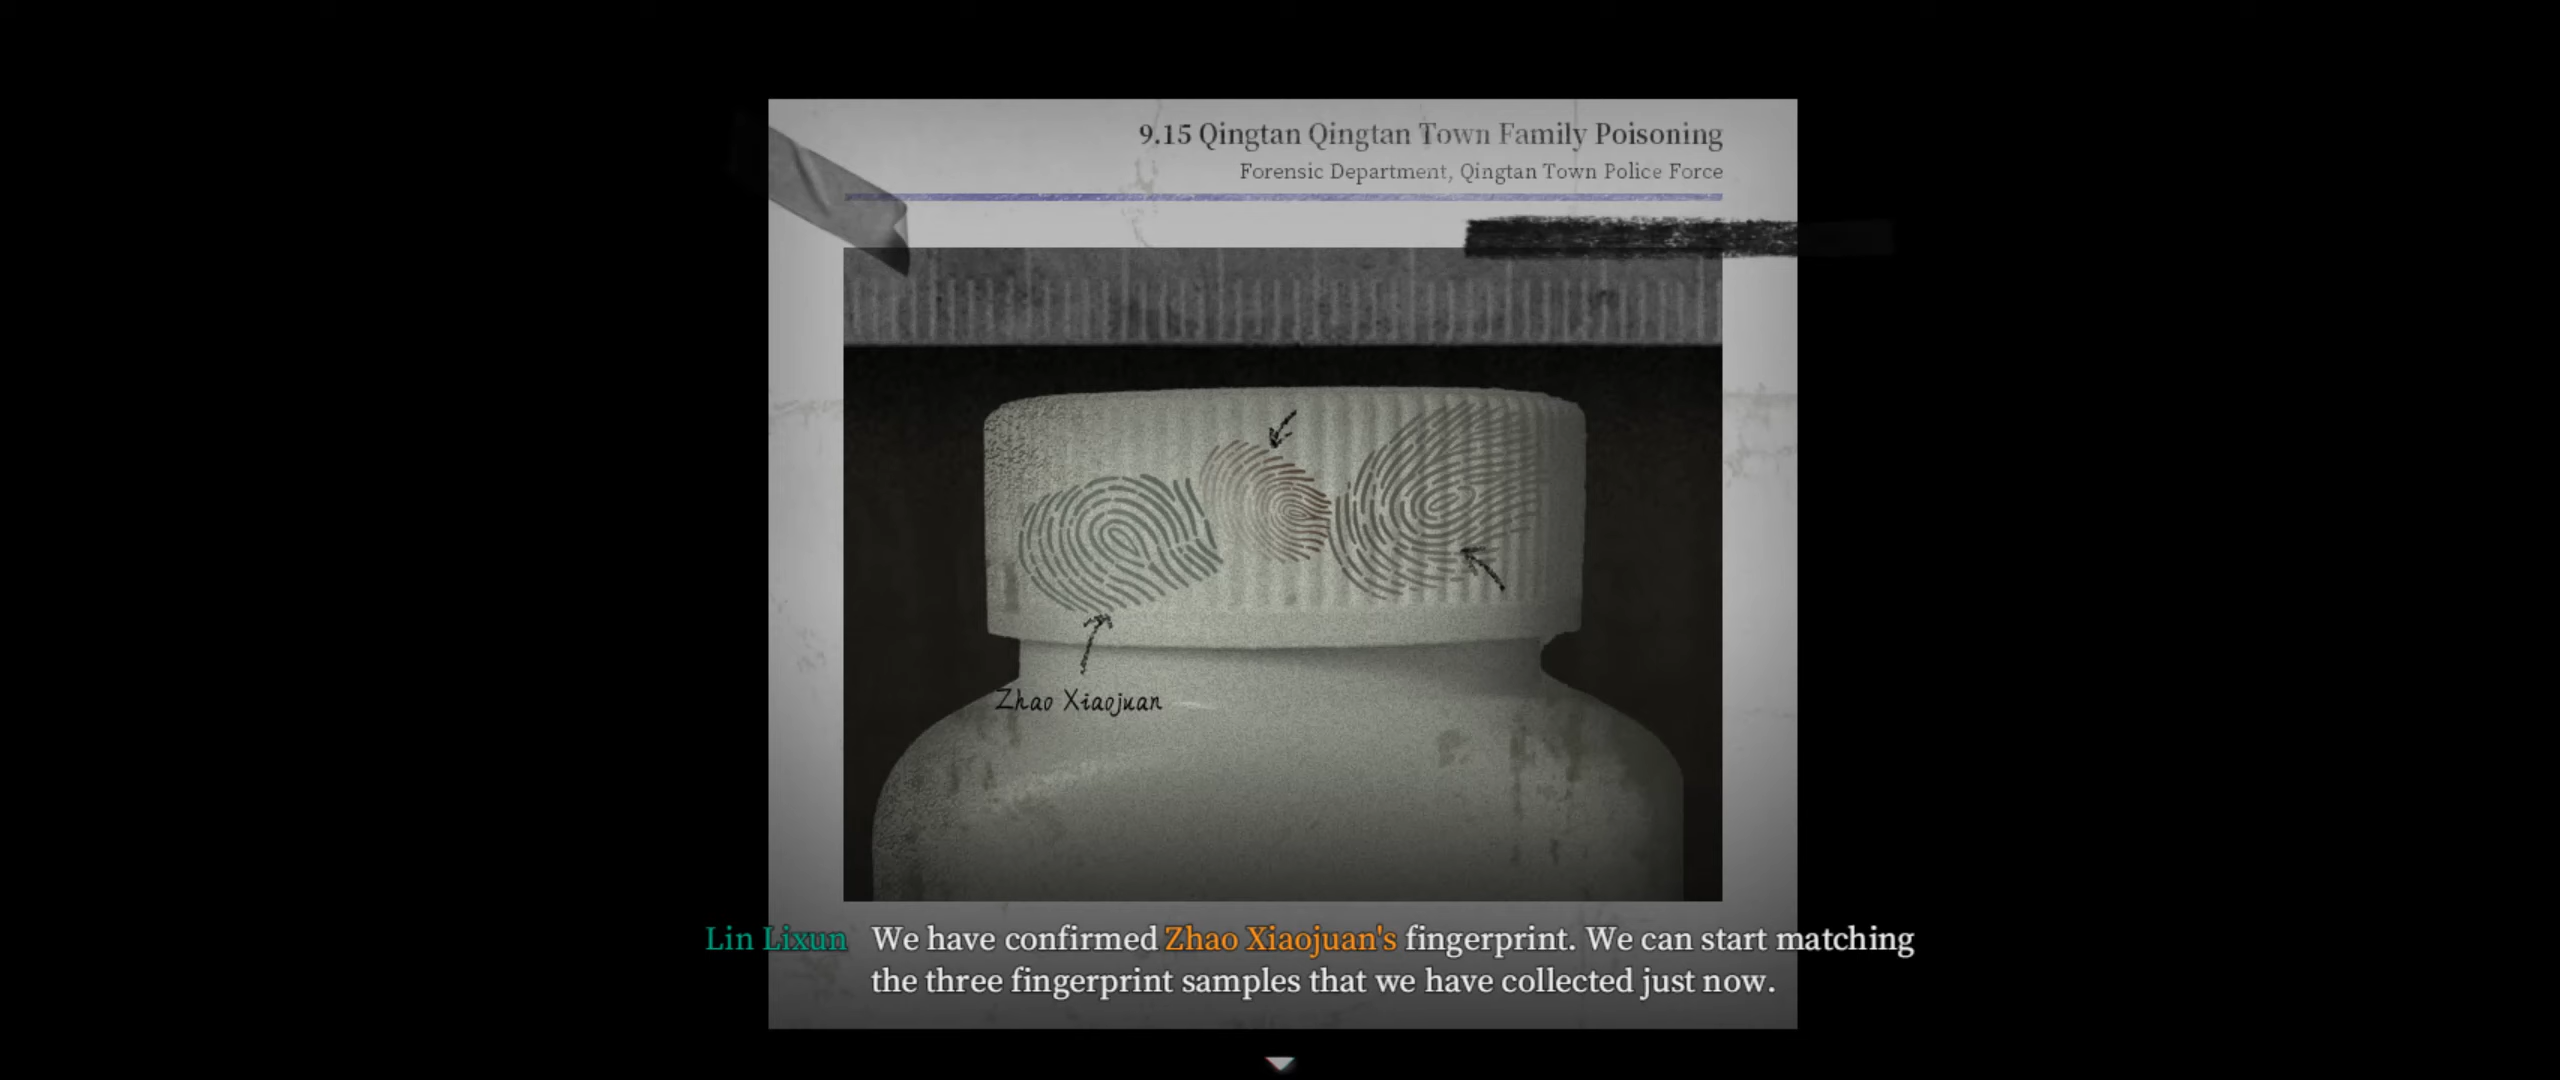 9.15 Qingtan Qingtan Town Family Poisoning
Forensic Department, Qingtan Town Police Force
Zhao Xiaojuan
Lin Lixun We have confirmed Zhao Xiaojuan's fingerprint. We can start matching
the three fingerprint samples that we have collected just now.